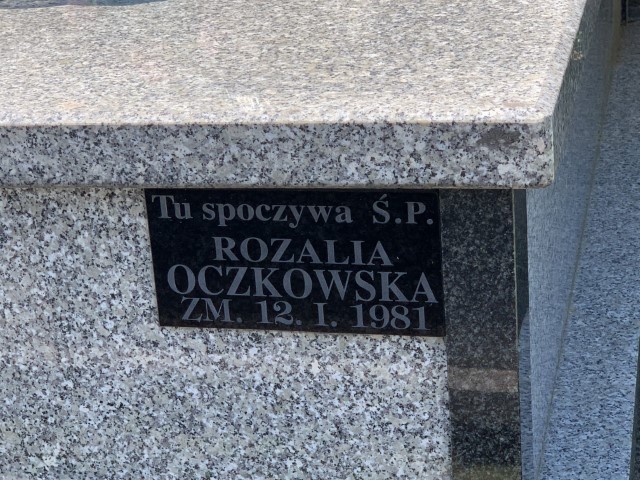 Tu spoczywa Ś.P.
ROZALIA
OCZKOWSKA
ZM. 12. I. 1981